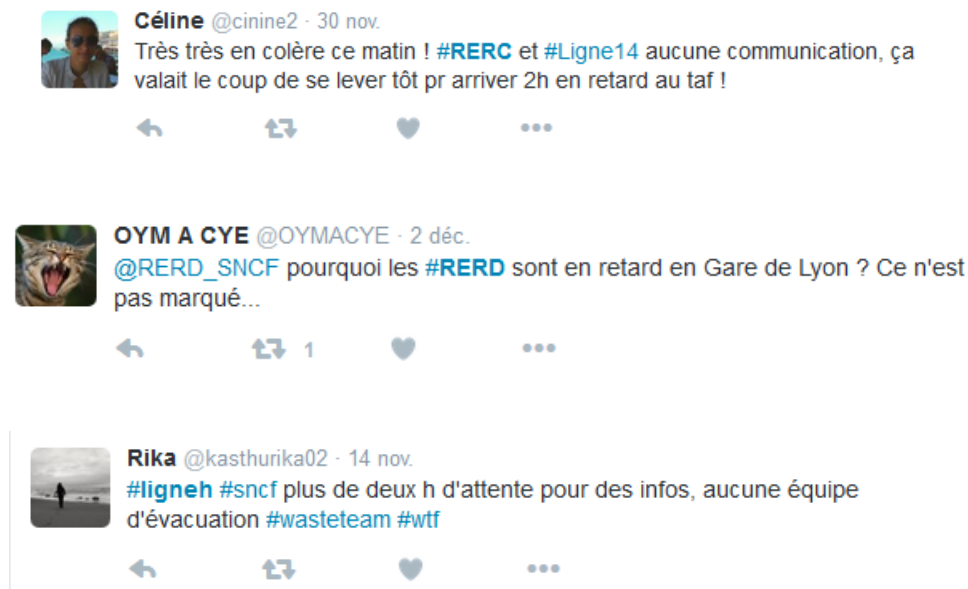 Céline @cinine2 · 30 nov.
Très très en colère ce matin ! #RERC et #Ligne14 aucune communication, ça
valait le coup de se lever tôt pr arriver 2h en retard au taf !
OYM A CYE @OYMACYE · 2 déc.
@RERD_SNCF pourquoi les #RERD sont en retard en Gare de Lyon ? Ce n'est
pas marqué...
1
Rika @kasthurika02 · 14 nov.
#ligneh #sncf plus de deux h d'attente pour des infos, aucune équipe
d'évacuation #wasteteam #wtf